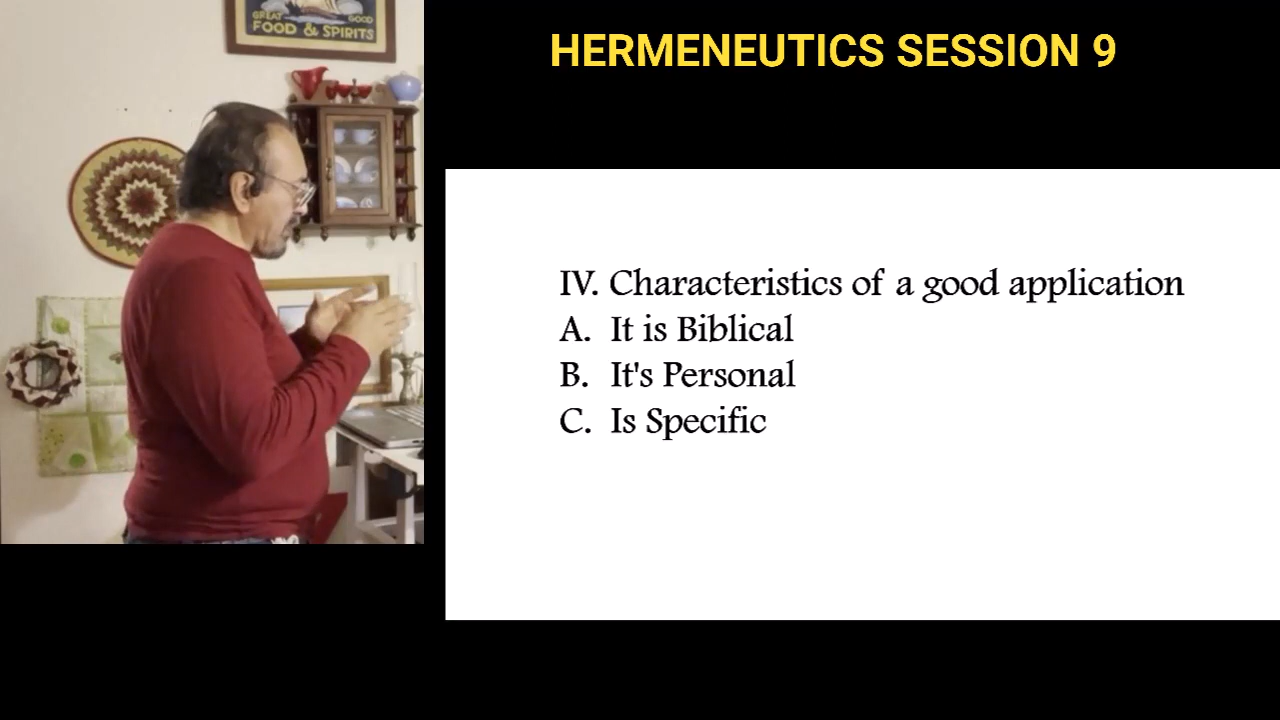 GREAT GOOD
FOOD & SPIRITS
HERMENEUTICS SESSION 9
IV. Characteristics of a good application
A. It is Biblical
B. It's Personal
C. Is Specific